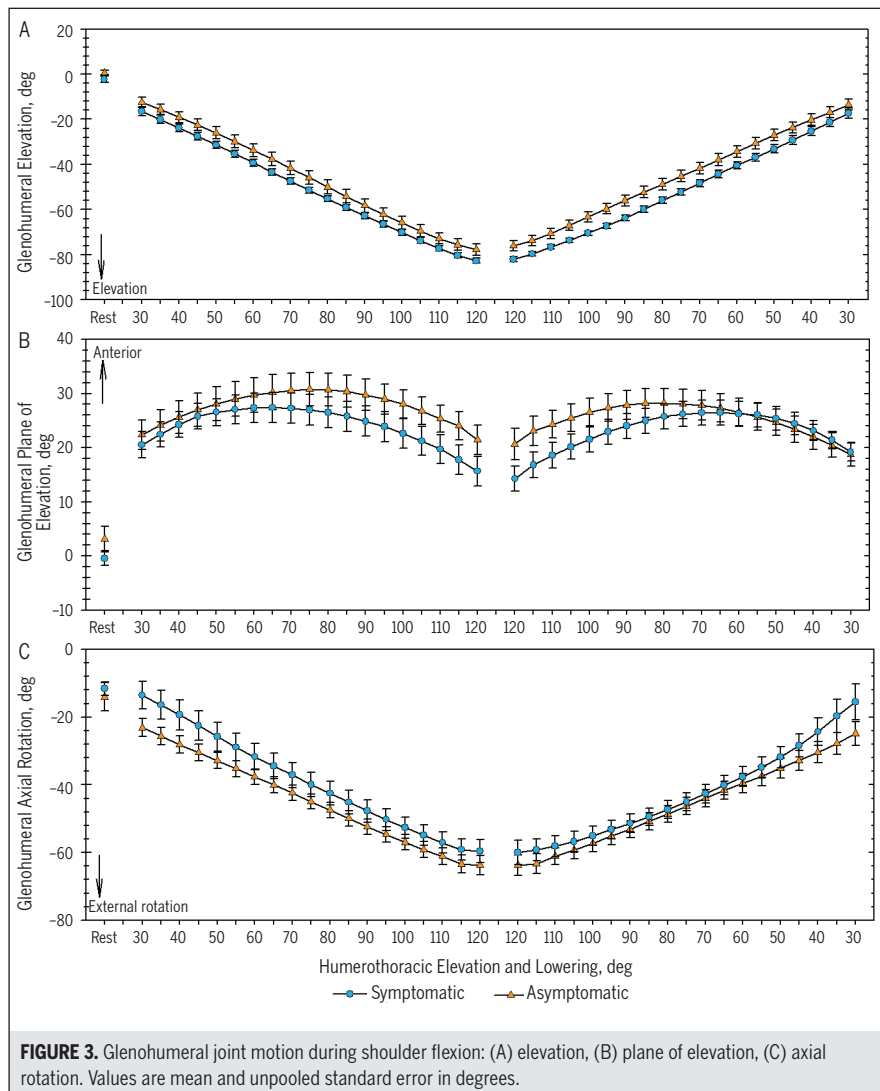 A
20
0
−20
−40
−60
−80
−100
Glenohumeral Elevation, deg
Elevation
Rest 30 40 50 60 70 80 90 100 110 120 120 110 100 90 80 70 60 50 40 30
B
40
30
20
10
0
−10
Glenohumeral Plane of
Elevation, deg
Anterior
Rest 30 40 50 60 70 80 90 100 110 120 120 110 100 90 80 70 60 50 40 30
C
0
−20
−40
−60
−80
Glenohumeral Axial Rotation, deg
External rotation
Rest 30 40 50 60 70 80 90 100 110 120 120 110 100 90 80 70 60 50 40 30
Humerothoracic Elevation and Lowering, deg
Symptomatic Asymptomatic
FIGURE 3. Glenohumeral joint motion during shoulder flexion: (A) elevation, (B) plane of elevation, (C) axial
rotation. Values are mean and unpooled standard error in degrees.